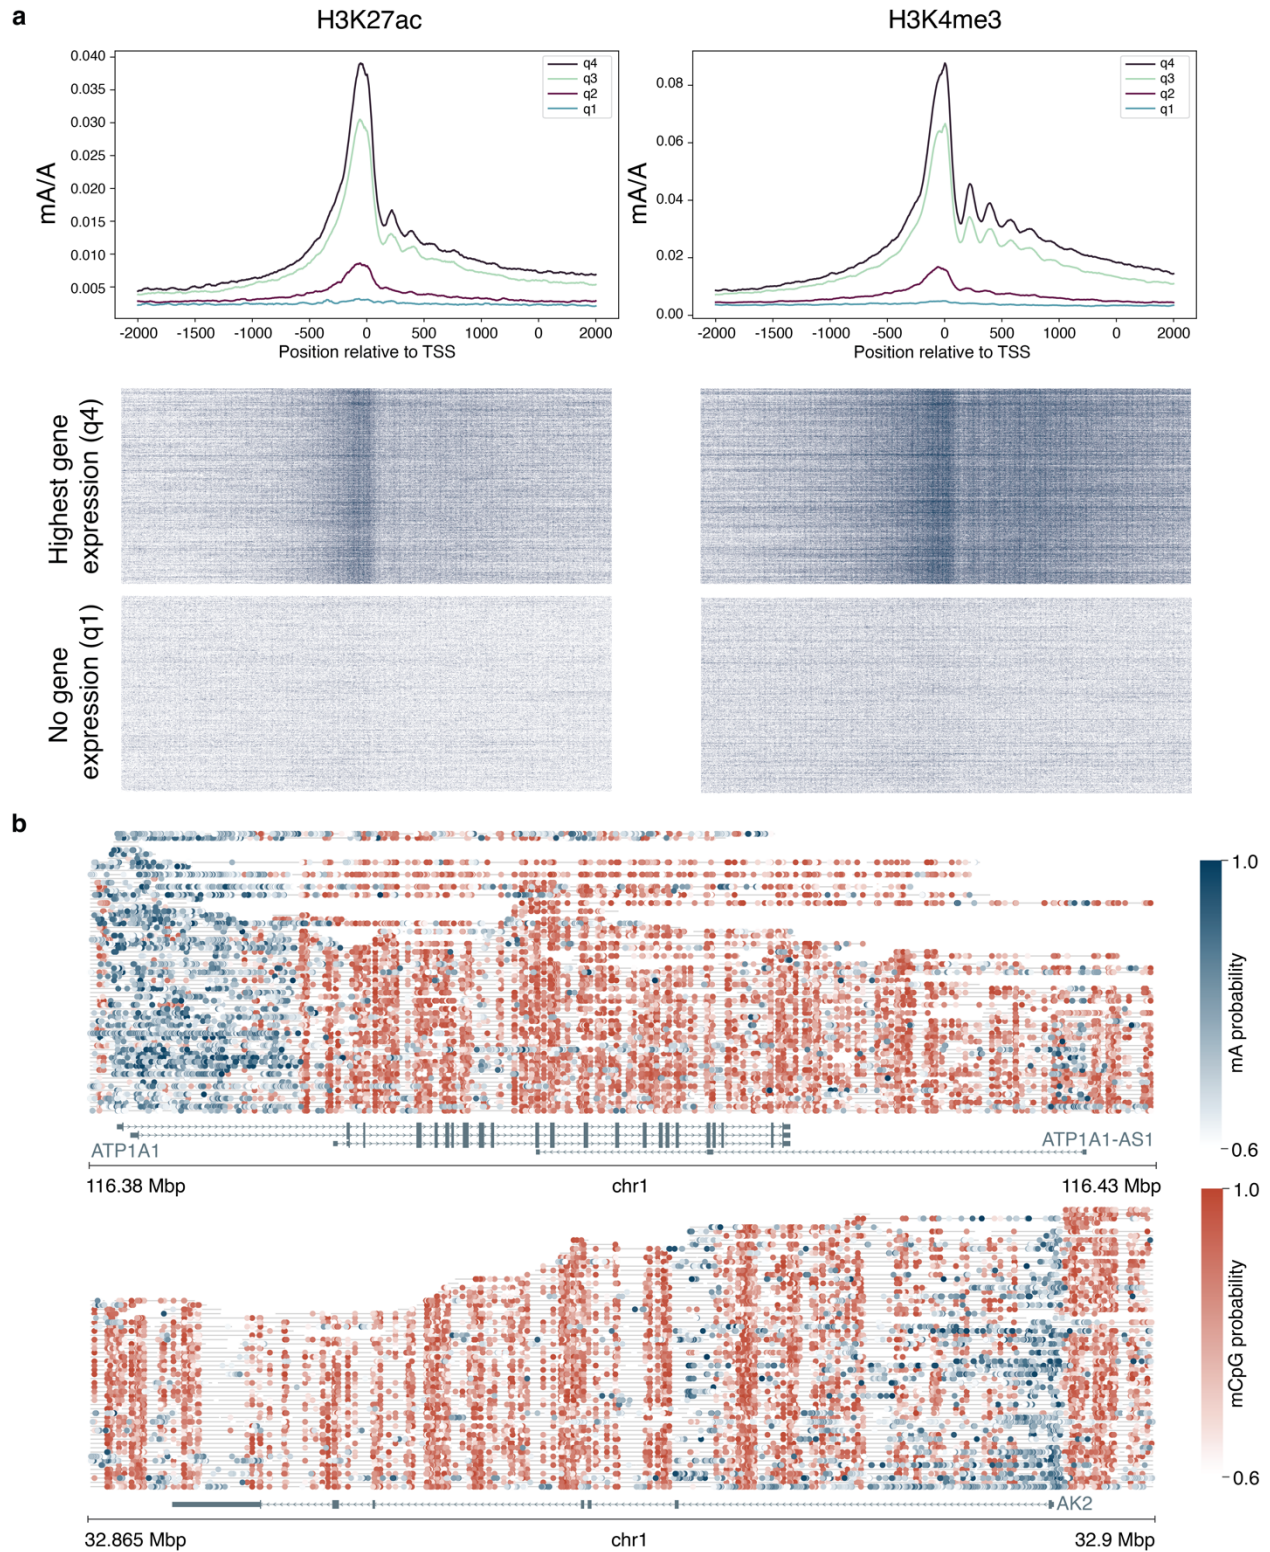 a
H3K27ac
H3K4me3
0.040
0.035
0.030
0.025
0.020
0.015
0.010
0.005
mA/A
q4
q3
q2
q1
-2000 -1500 -1000 -500 0 500 1000 0 2000
Position relative to TSS
0.08
0.06
0.04
0.02
0.00
mA/A
q4
q3
q2
q1
-2000 -1500 -1000 -500 0 500 1000 0 2000
Position relative to TSS
Highest gene
expression (q4)
No gene
expression (q1)
b
1.0
mA probability
0.6
ATP1A1
ATP1A1-AS1
116.38 Mbp chr1 116.43 Mbp
1.0
mCpG probability
0.6
AK2
32.865 Mbp chr1 32.9 Mbp